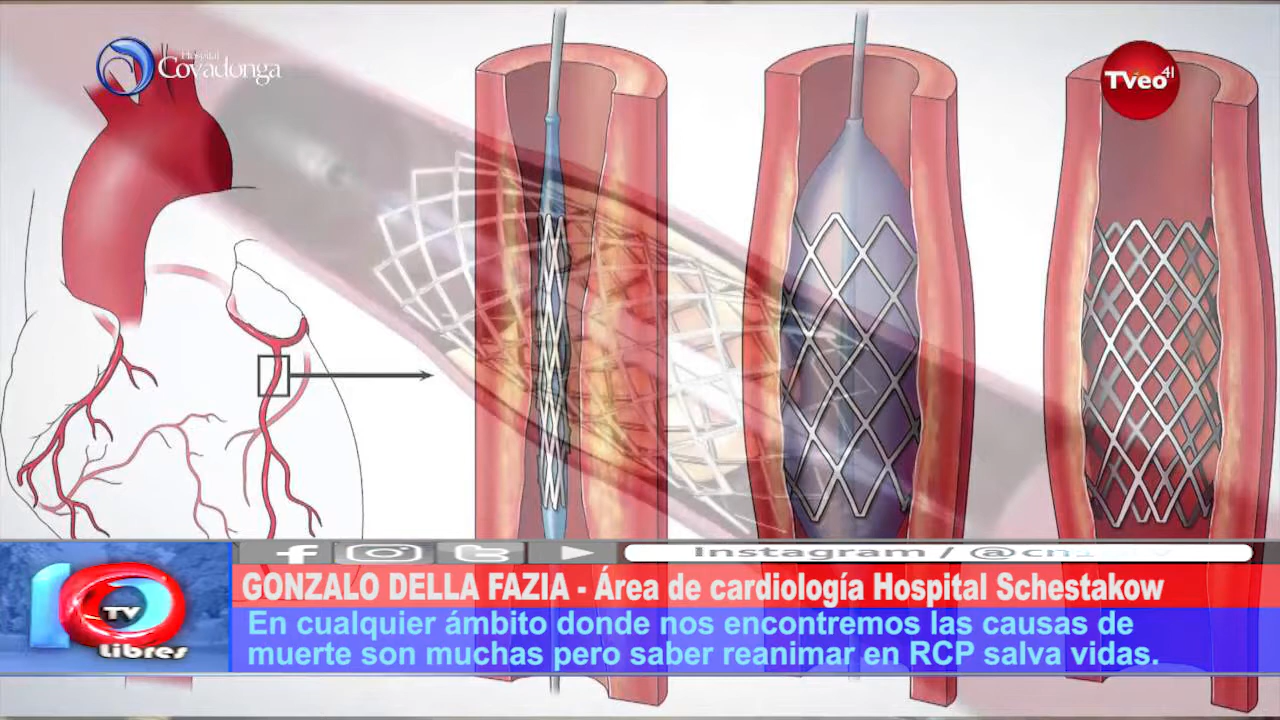 Hospital
Covadonga
TVeo 41
Instagram / @cn
GONZALO DELLA FAZIA - Área de cardiología Hospital Schestakow
10 TV Libres
En cualquier ámbito donde nos encontremos las causas de
muerte son muchas pero saber reanimar en RCP salva vidas.